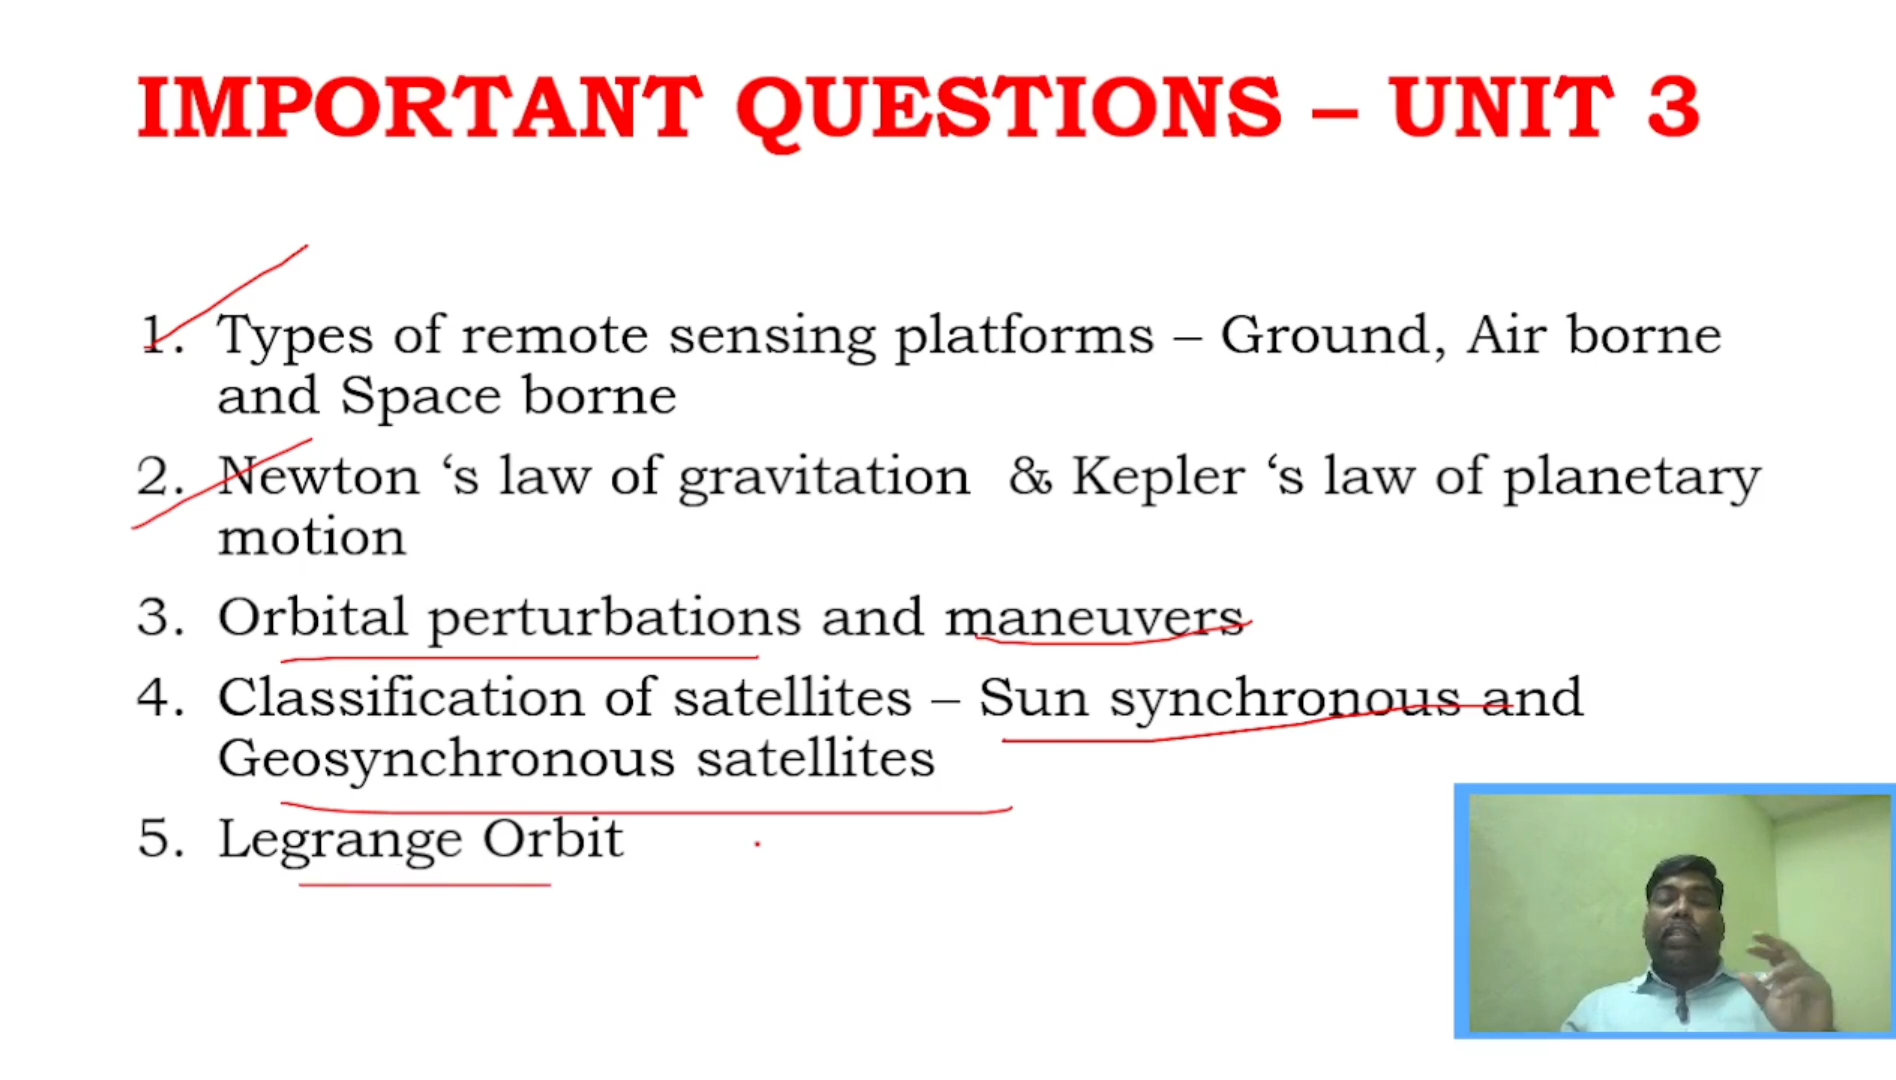 IMPORTANT QUESTIONS – UNIT 3
1. Types of remote sensing platforms – Ground, Air borne
and Space borne
2. Newton ‘s law of gravitation & Kepler ‘s law of planetary
motion
3. Orbital perturbations and maneuvers
4. Classification of satellites – Sun synchronous and
Geosynchronous satellites
5. Legrange Orbit